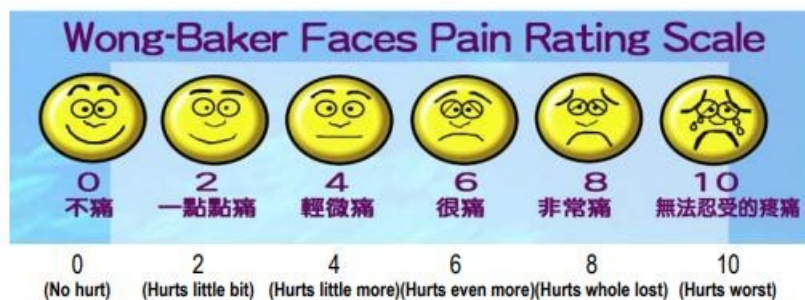 Wong-Baker Faces Pain Rating Scale
0 2 4 6 8 10
不痛 一點點痛 輕微痛 很痛 非常痛 無法忍受的疼痛
0 2 4 6 8 10
(No hurt) (Hurts little bit) (Hurts little more)(Hurts even more)(Hurts whole lost) (Hurts worst)